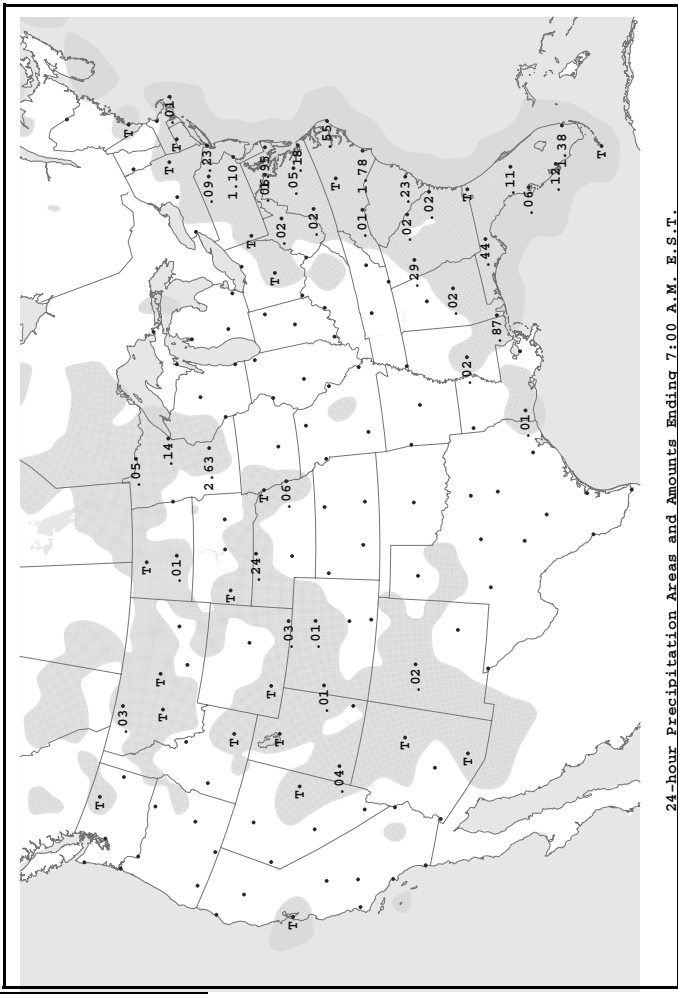 T
.03
T
.05
T
T
T
.14
T
.01
.01
T
.23
.09
2.63
T
1.10
T
T
.24
T
.95
T
T
T
.02
.06
.03
T
.05
.18
T
.02
.01
.01
.55
T
.04
.01
1.78
T
.23
.02
.29
.02
.02
.02
T
.02
T
.44
.87
.11
.01
.06
.12
1.38
T
24-hour Precipitation Areas and Amounts Ending 7:00 A.M. E.S.T.